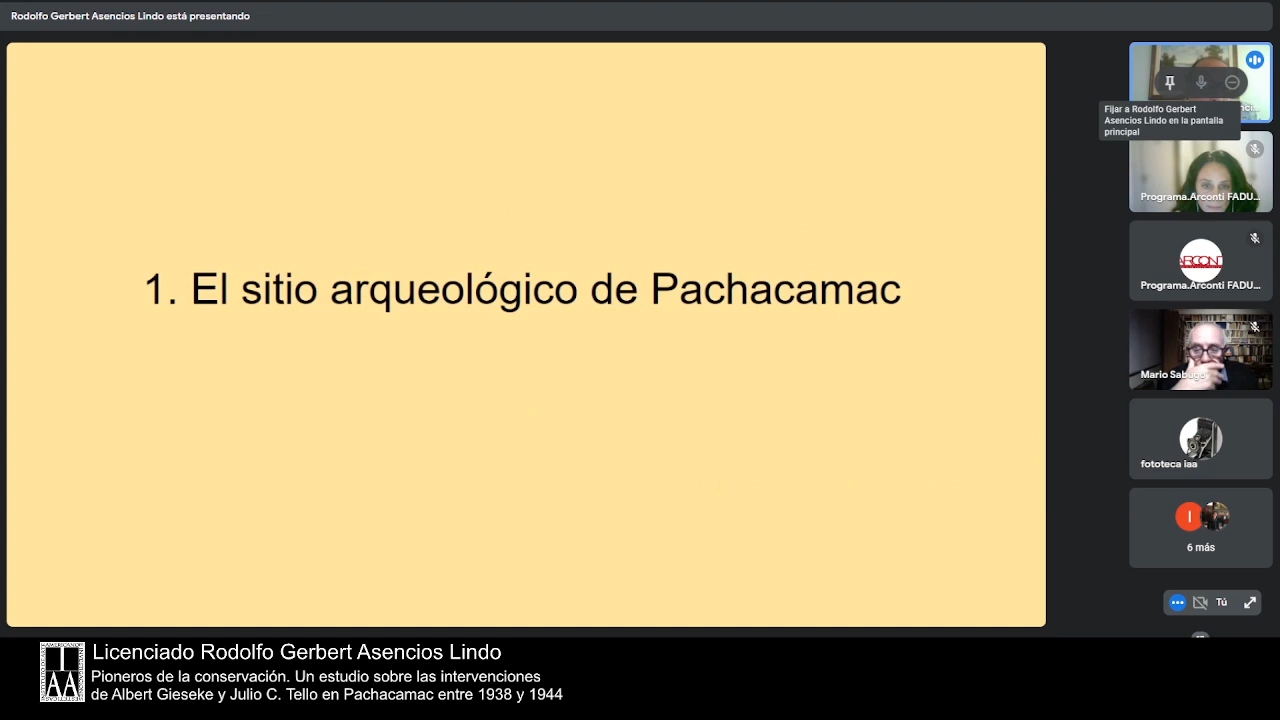 Rodolfo Gerbert Asencios Lindo está presentando
1. El sitio arqueológico de Pachacamac
Fijar a Rodolfo Gerbert
Asencios Lindo en la pantalla
principal
Programa.Arconti FADU...
Programa.Arconti FADU...
Mario Sabugo
fototeca iaa
I
6 más
Tú
IAA
Licenciado Rodolfo Gerbert Asencios Lindo
Pioneros de la conservación. Un estudio sobre las intervenciones
de Albert Gieseke y Julio C. Tello en Pachacamac entre 1938 y 1944